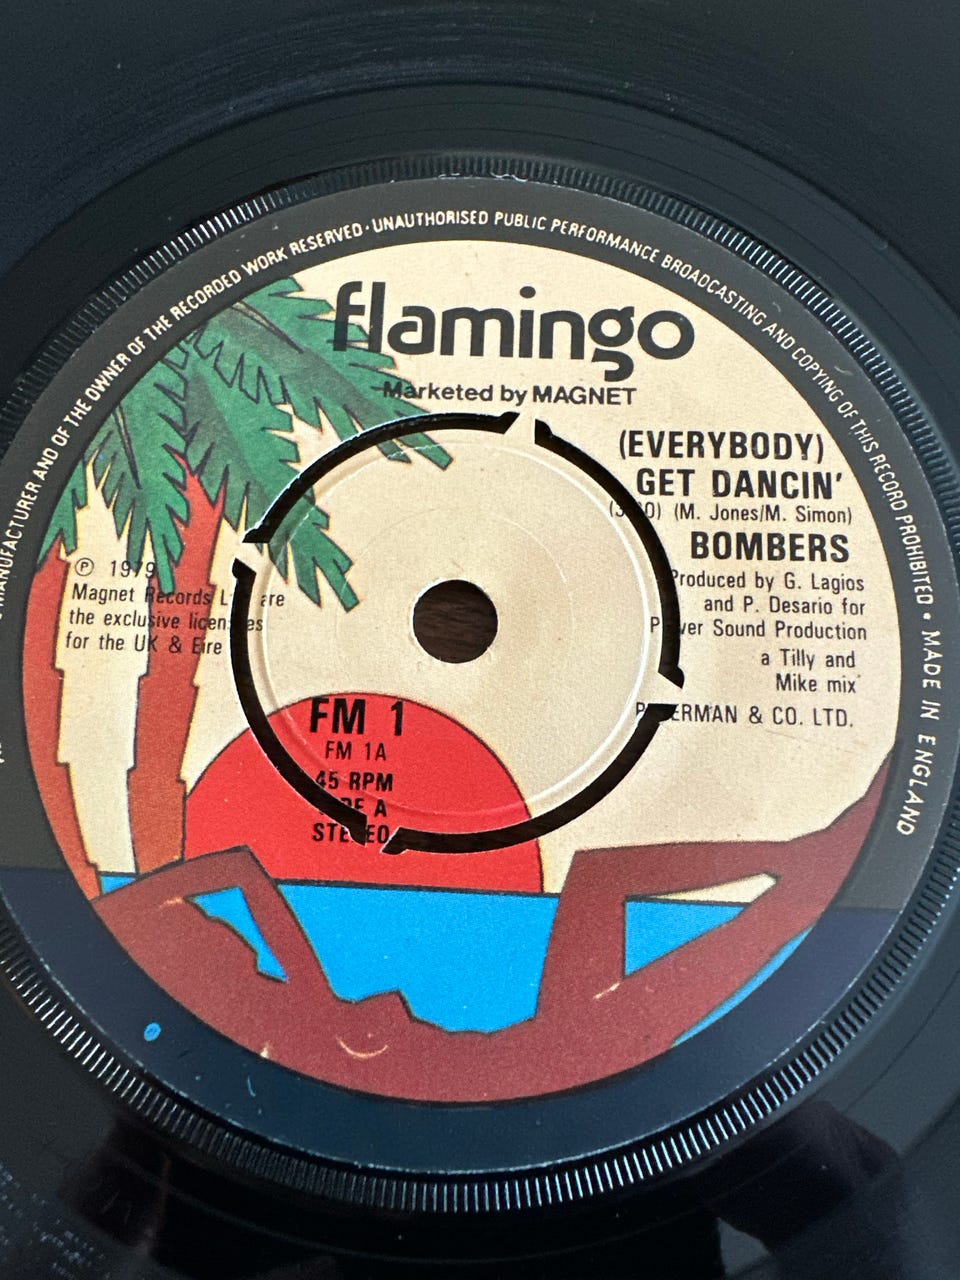 MANUFACTURER AND OF THE OWNER OF THE RECORDED WORK RESERVED · UNAUTHORISED PUBLIC PERFORMANCE BROADCASTING AND COPYING OF THIS RECORD PROHIBITED • MADE IN ENGLAND
flamingo
Marketed by MAGNET
(EVERYBODY)
GET DANCIN'
(M. Jones/M. Simon)
BOMBERS
Produced by G. Lagios
and P. Desario for
Sound Production
a Tilly and
Mike mix
& CO. LTD.
℗ 1979
Magnet Records are
the exclusive
for the UK & Eire
FM 1
FM 1A
45 RPM
A
STEREO